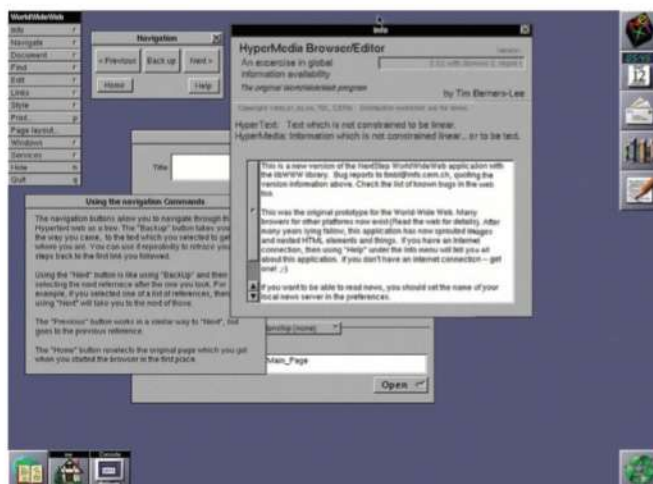 WorldWideWeb
Info
Navigate
Document
Find
Edit
Links
Style
Print... p
Page layout...
Windows
Services
Hide h
Quit q
Navigation
< Previous
Back up
Next >
Home
Help
Title
Using the navigation Commands
The navigation buttons allow you to navigate through the
Hypertext web as a tree. The "Backup" button takes you
the way you came, to the text which you selected to get
where you are. You can use it repeatedly to retrace your
steps back to the first link you followed.
Using the "Next" button is like using "BackUp" and then
selecting the next reference after the one you took. For
example, if you selected one of a list of references, then
using "Next" will take you to the next of those.
The "Previous" button works in a similar way to "Next", but
goes to the previous reference.
The "Home" button reselects the original page which you got
when you started the browser in the first place.
Info
HyperMedia Browser/Editor
An excercise in global
information availability
Version
The original WorldWideWeb program
by Tim Berners-Lee
HyperText: Text which is not constrained to be linear.
HyperMedia: Information which is not constrained linear... or to be text.
This is a new version of the NextStep WorldWideWeb application with
the libWWW library. Bug reports to quoting the
version information above. Check the list of known bugs in the web
too.
This was the original prototype for the World-Wide Web. Many
browsers for other platforms now exist (Read the web for details). After
many years lying fallow, this application has now sprouted images
and nested HTML elements and things. If you have an Internet
connection, then using "Help" under the Info menu will tell you all
about this application. If you don't have an internet connection -- get
one! ;-)
If you want to be able to read news, you should set the name of your
local news server in the preferences.
(none)
Main_Page
Open
12